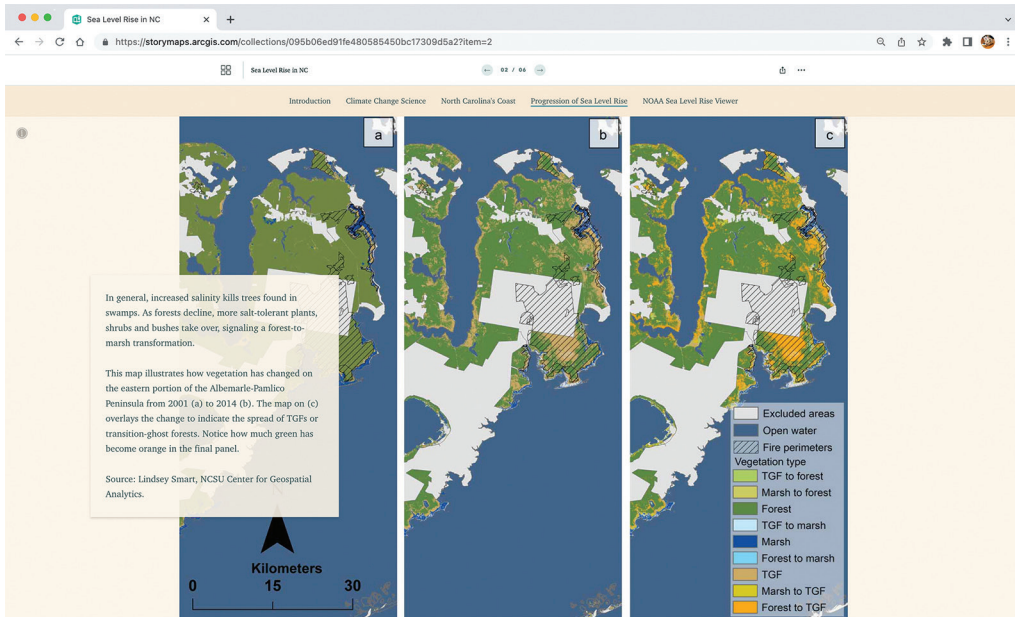 Sea Level Rise in NC
https://storymaps.arcgis.com/collections/095b06ed91fe480585450bc17309d5a2?item=2
Sea Level Rise in NC
02 / 06
Introduction Climate Change Science North Carolina's Coast Progression of Sea Level Rise NOAA Sea Level Rise Viewer
a b c
In general, increased salinity kills trees found in
swamps. As forests decline, more salt-tolerant plants,
shrubs and bushes take over, signaling a forest-to-
marsh transformation.
This map illustrates how vegetation has changed on
the eastern portion of the Albemarle-Pamlico
Peninsula from 2001 (a) to 2014 (b). The map on (c)
overlays the change to indicate the spread of TGFs or
transition-ghost forests. Notice how much green has
become orange in the final panel.
Source: Lindsey Smart, NCSU Center for Geospatial
Analytics.
Kilometers
0 15 30
Excluded areas
Open water
Fire perimeters
Vegetation type
TGF to forest
Marsh to forest
Forest
TGF to marsh
Marsh
Forest to marsh
TGF
Marsh to TGF
Forest to TGF